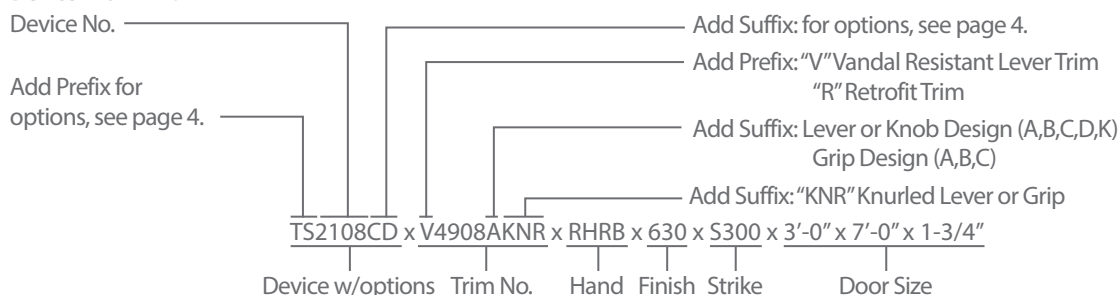 Device No.
Add Suffix: for options, see page 4.
Add Prefix: “V” Vandal Resistant Lever Trim
“R” Retrofit Trim
Add Prefix for
options, see page 4.
Add Suffix: Lever or Knob Design (A,B,C,D,K)
Grip Design (A,B,C)
Add Suffix: “KNR” Knurled Lever or Grip
TS2108CD x V4908AKNR x RHRB x 630 x S300 x 3’-0” x 7’-0” x 1-3/4”
Device w/options Trim No. Hand Finish Strike Door Size